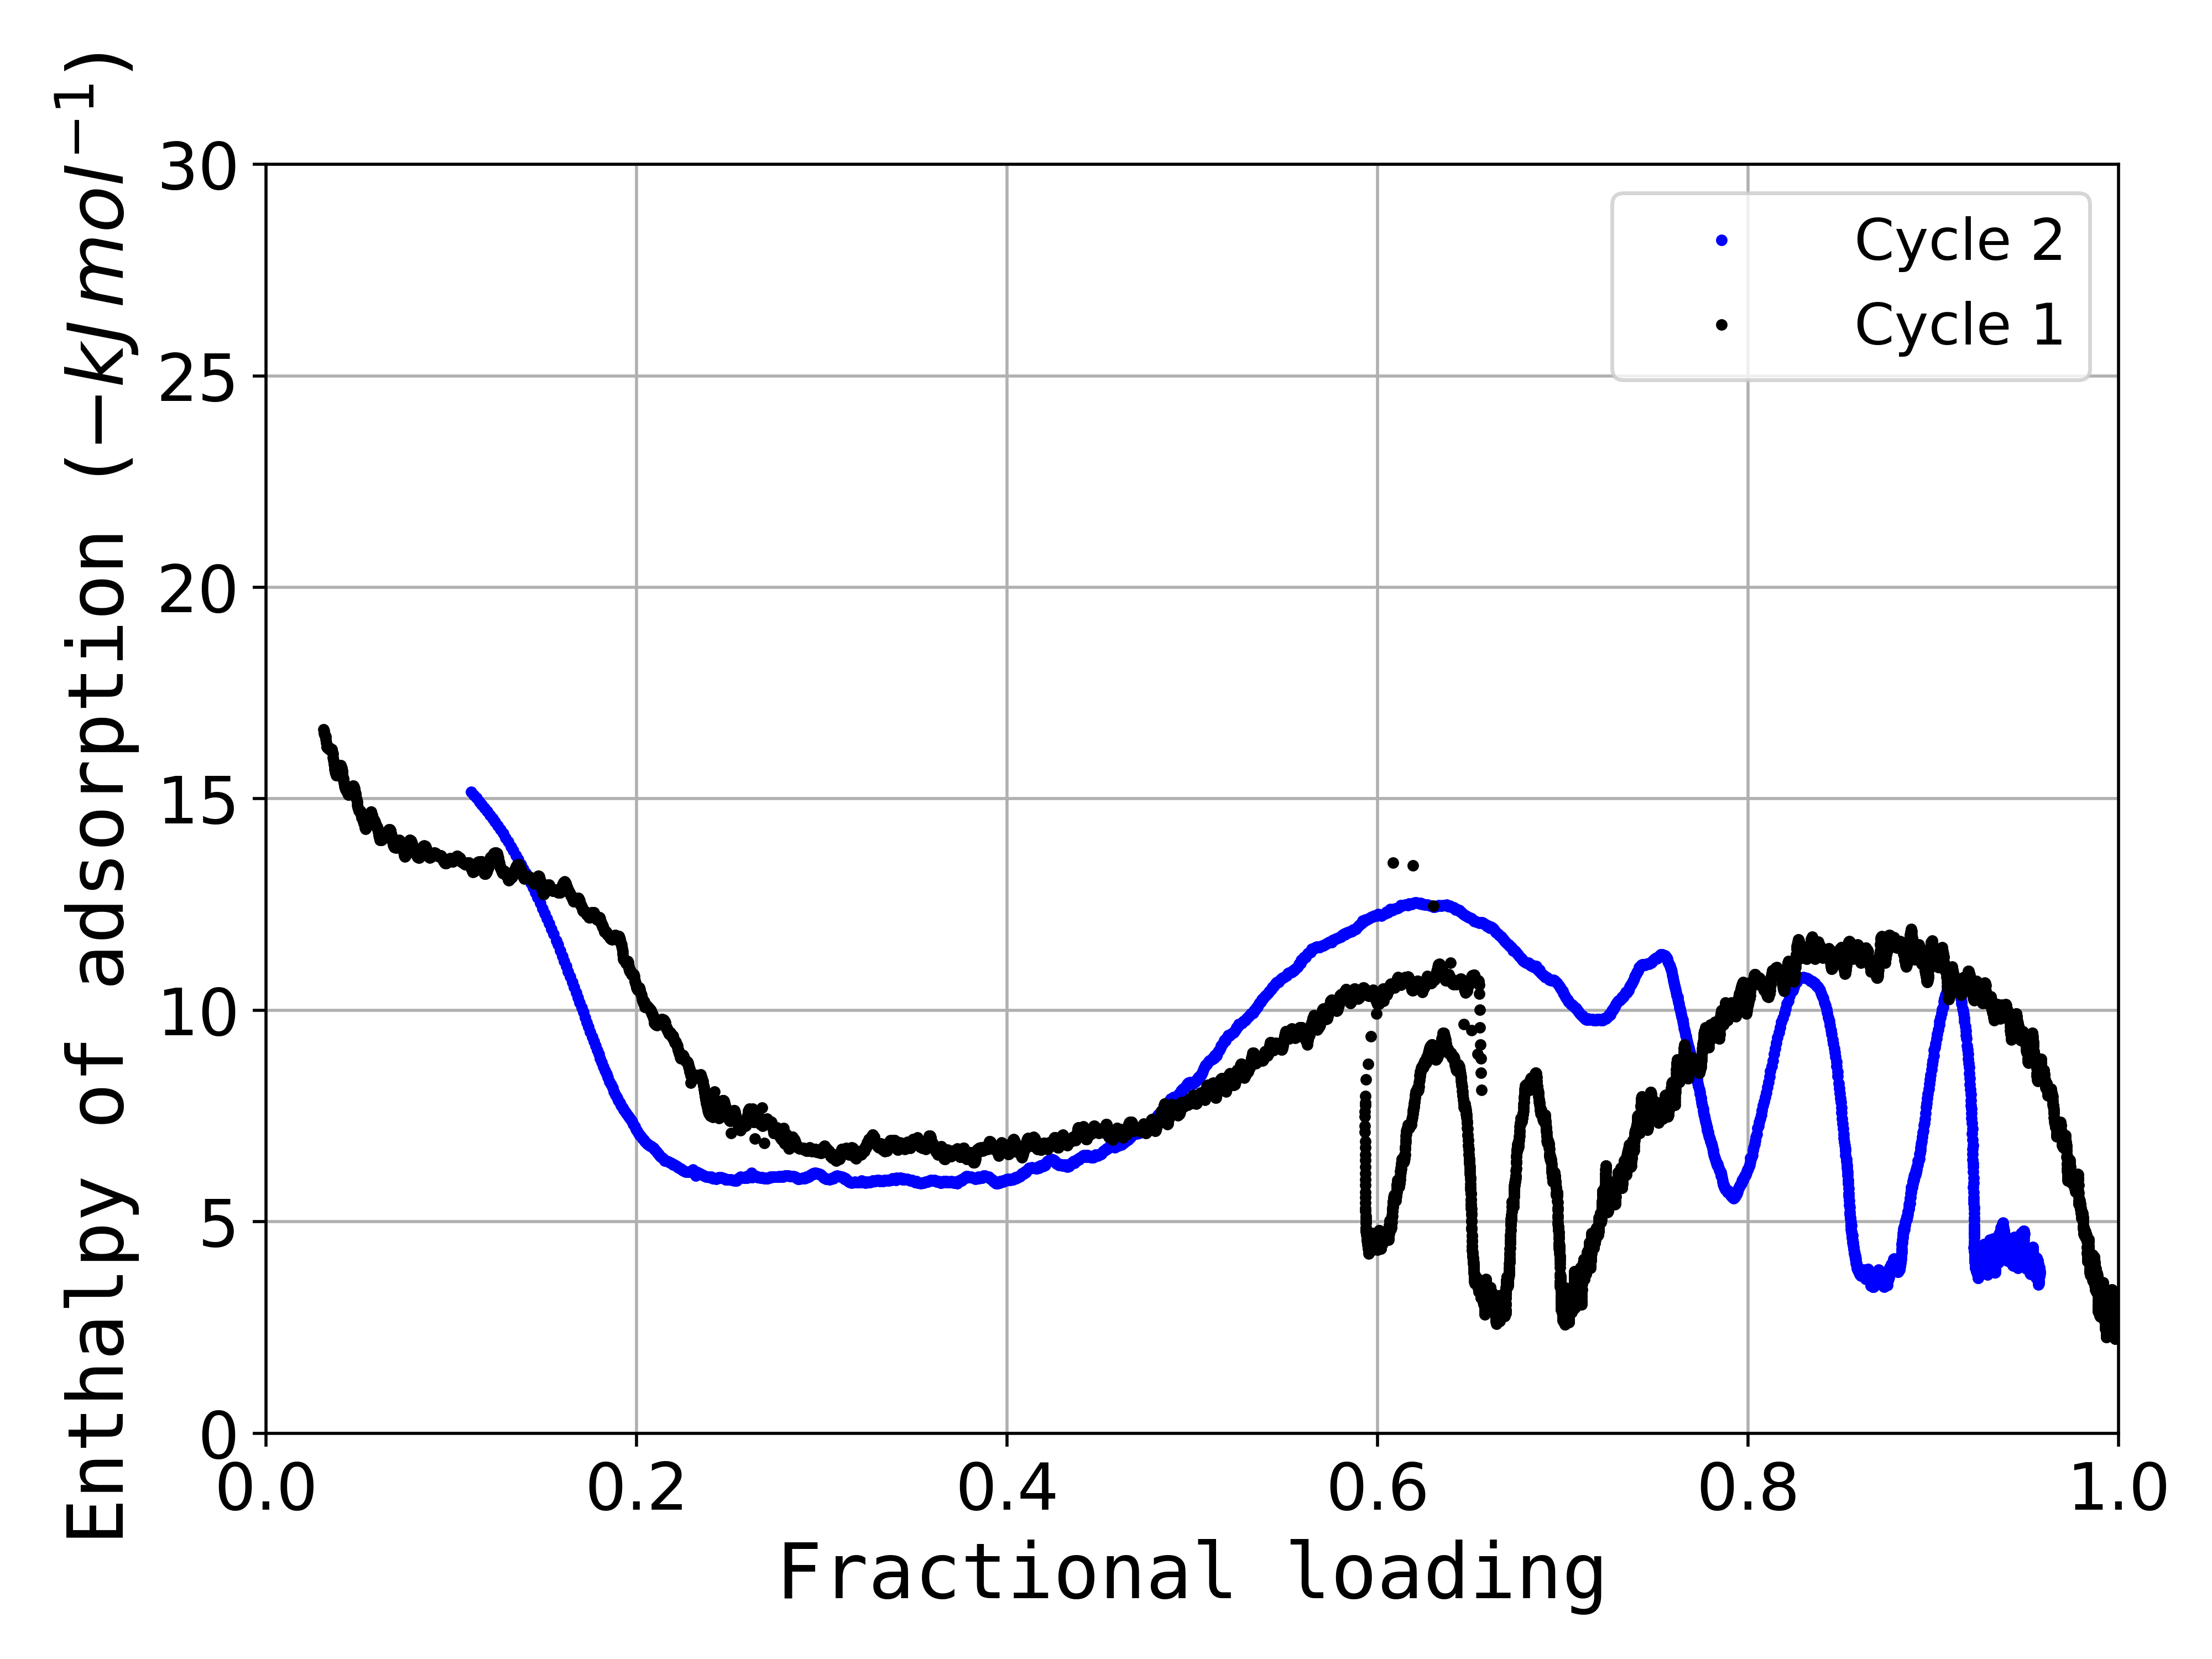 Enthalpy of adsorption (−kJ mol⁻¹)
30
25
20
15
10
5
0
Cycle 2
Cycle 1
0.0 0.2 0.4 0.6 0.8 1.0
Fractional loading